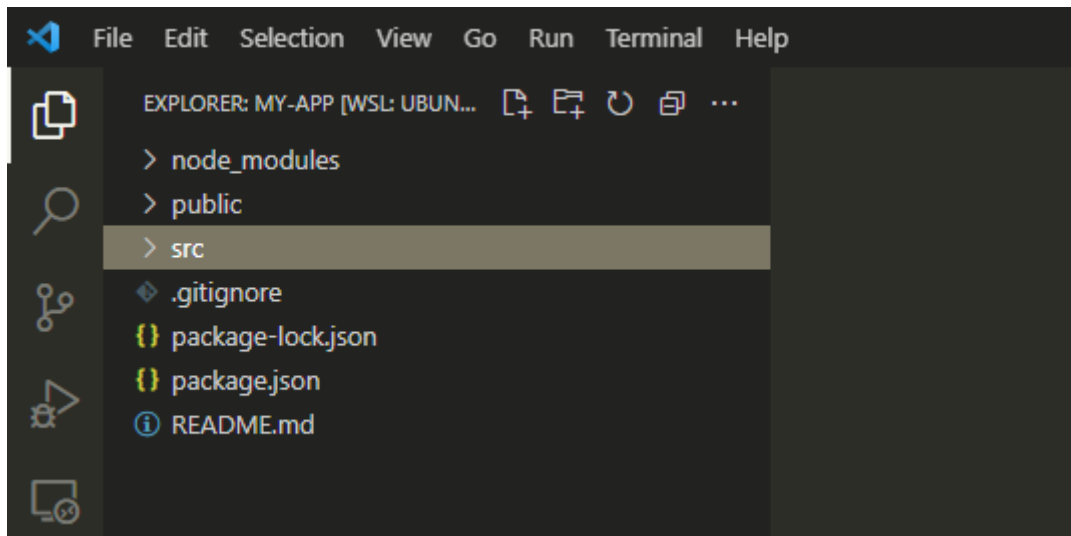 File Edit Selection View Go Run Terminal Help
EXPLORER: MY-APP [WSL: UBUN...
node_modules
public
src
.gitignore
package-lock.json
package.json
README.md